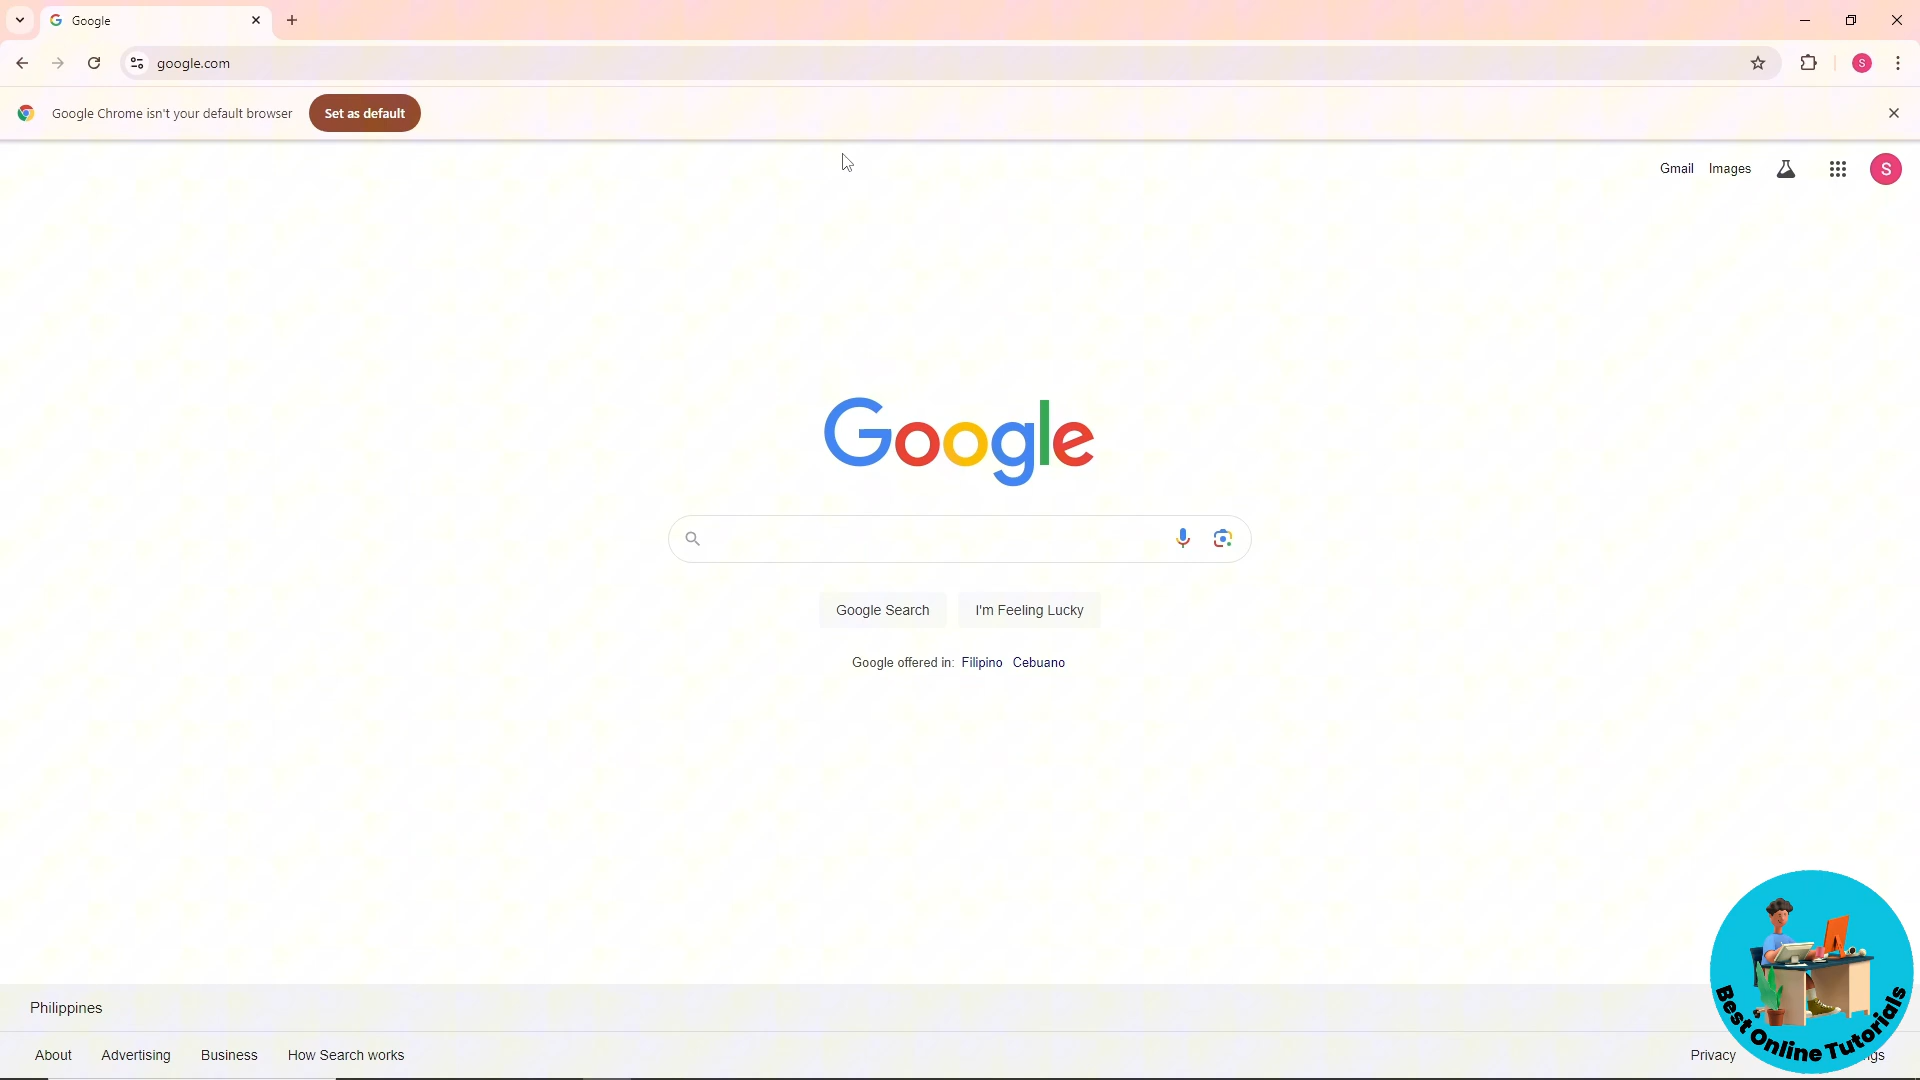 Google
google.com
Google Chrome isn't your default browser Set as default
Gmail Images S
Google
Google Search I'm Feeling Lucky
Google offered in: Filipino Cebuano
Philippines
About Advertising Business How Search works Privacy
Best Online Tutorials